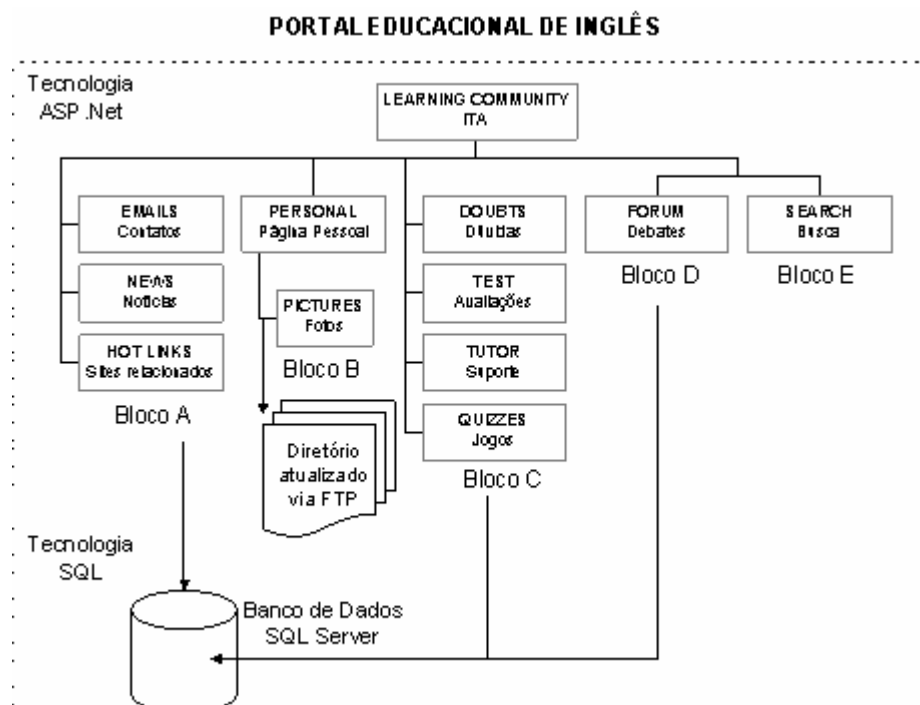 PORTAL EDUCACIONAL DE INGLÊS
Tecnologia
ASP .Net
LEARNING COMMUNITY
ITA
EMAILS
Contatos
NEWS
Notícias
HOT LINKS
Sites relacionados
Bloco A
PERSONAL
Página Pessoal
PICTURES
Fotos
Bloco B
Diretório
atualizado
via FTP
DOUBTS
Dúvidas
TEST
Avaliações
TUTOR
Suporte
QUIZZES
Jogos
Bloco C
FORUM
Debates
Bloco D
SEARCH
Busca
Bloco E
Tecnologia
SQL
Banco de Dados
SQL Server